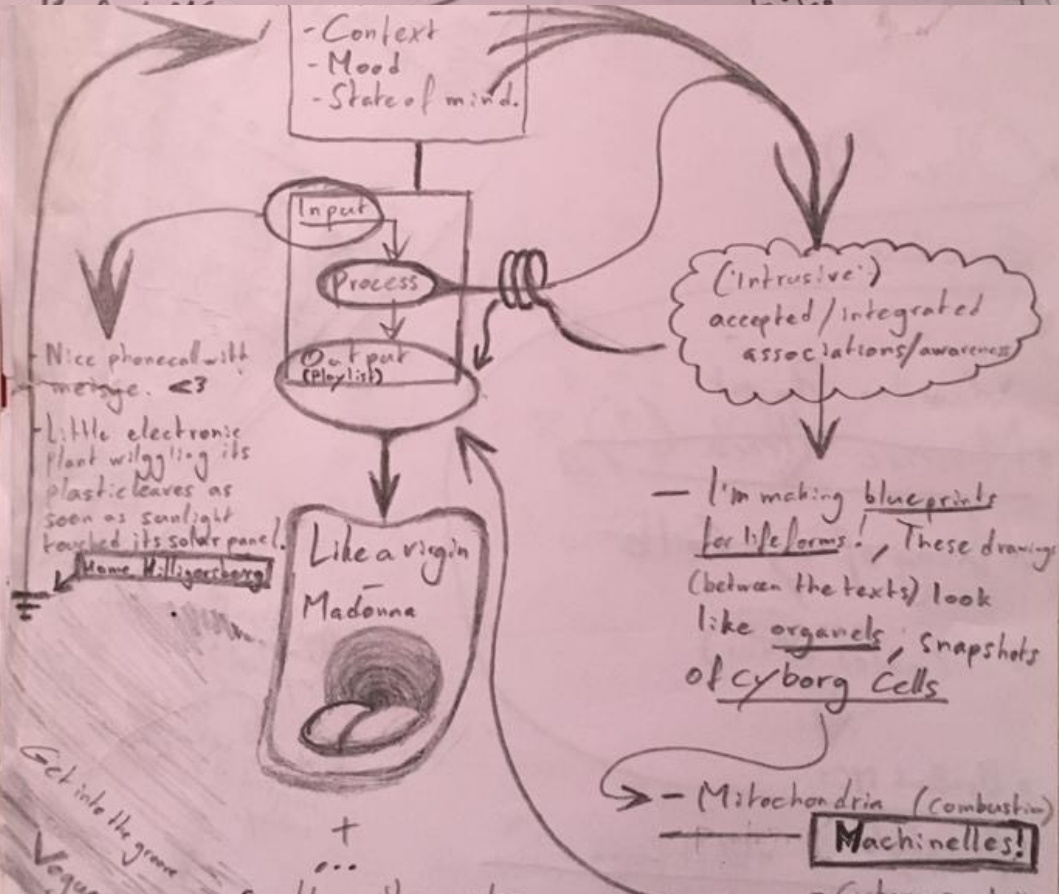 - Context
- Mood
- State of mind.
Input
Process
Output
(Playlist)
('Intrusive')
accepted/integrated
associations/awareness
- Nice phonecall with
<3
- Little electronic
plant wilggling its
plastic leaves as
soon as sunlight
touched its solar panel.
Like a virgin
-
Madonna
+
...
- I'm making blueprints
for lifeforms!, These drawings
(between the texts) look
like organels, snapshots
of cyborg cells
- Mitochondria (combustion)
Machinelles!
Get into the groove
Vogue